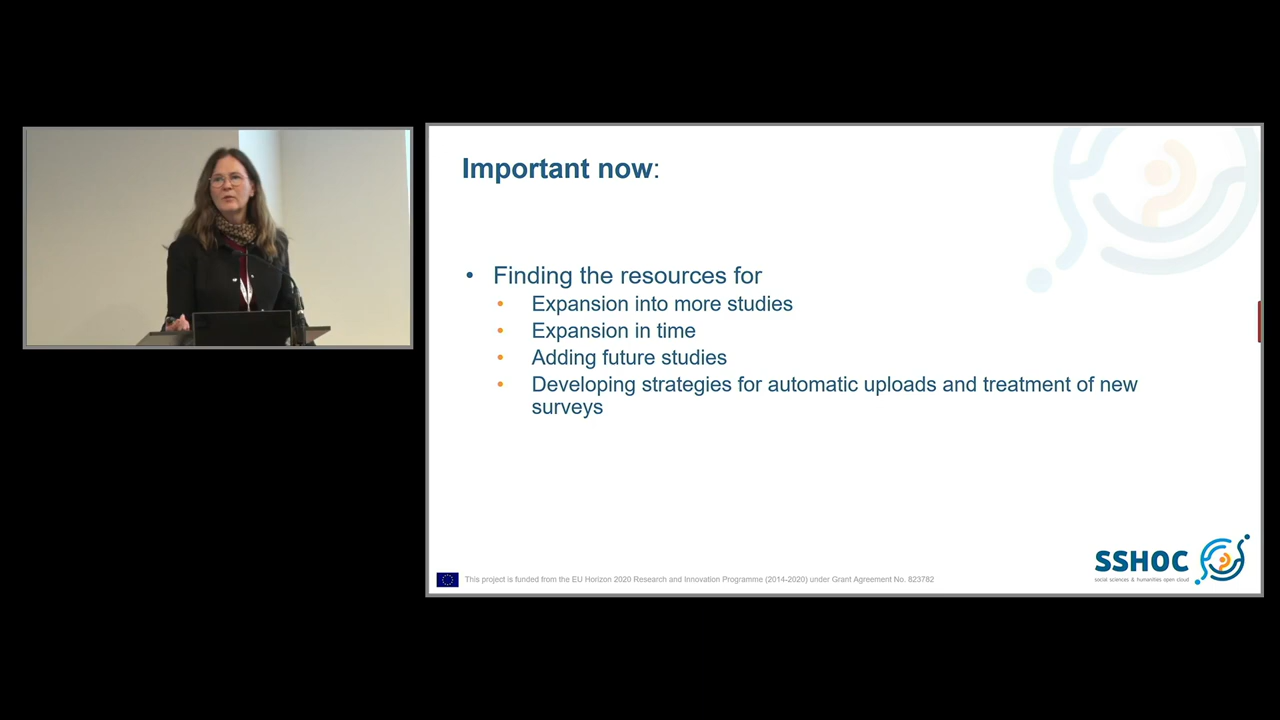 Important now:
• Finding the resources for
• Expansion into more studies
• Expansion in time
• Adding future studies
• Developing strategies for automatic uploads and treatment of new
surveys
This project is funded from the EU Horizon 2020 Research and Innovation Programme (2014-2020) under Grant Agreement No. 823782
SSHOC
social sciences & humanities open cloud